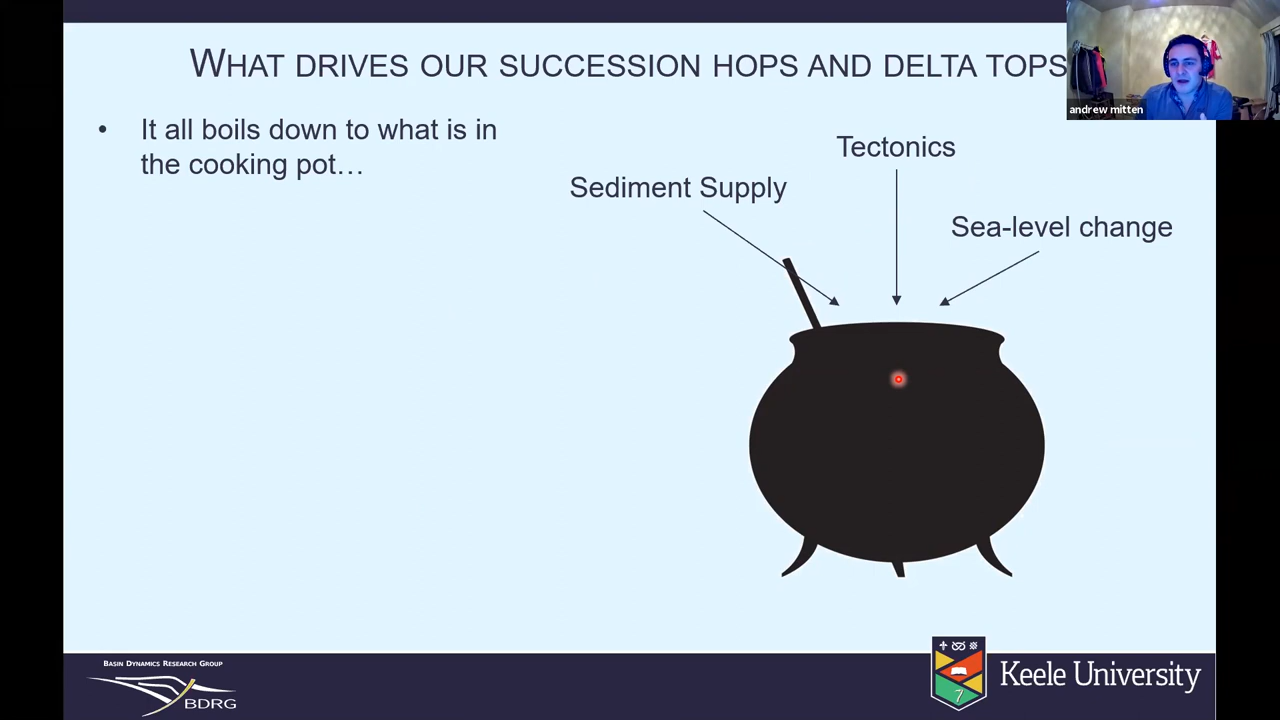 WHAT DRIVES OUR SUCCESSION HOPS AND DELTA TOPS
andrew mitten
• It all boils down to what is in
the cooking pot…
Tectonics
Sediment Supply
Sea-level change
BASIN DYNAMICS RESEARCH GROUP
BDRG
Keele University